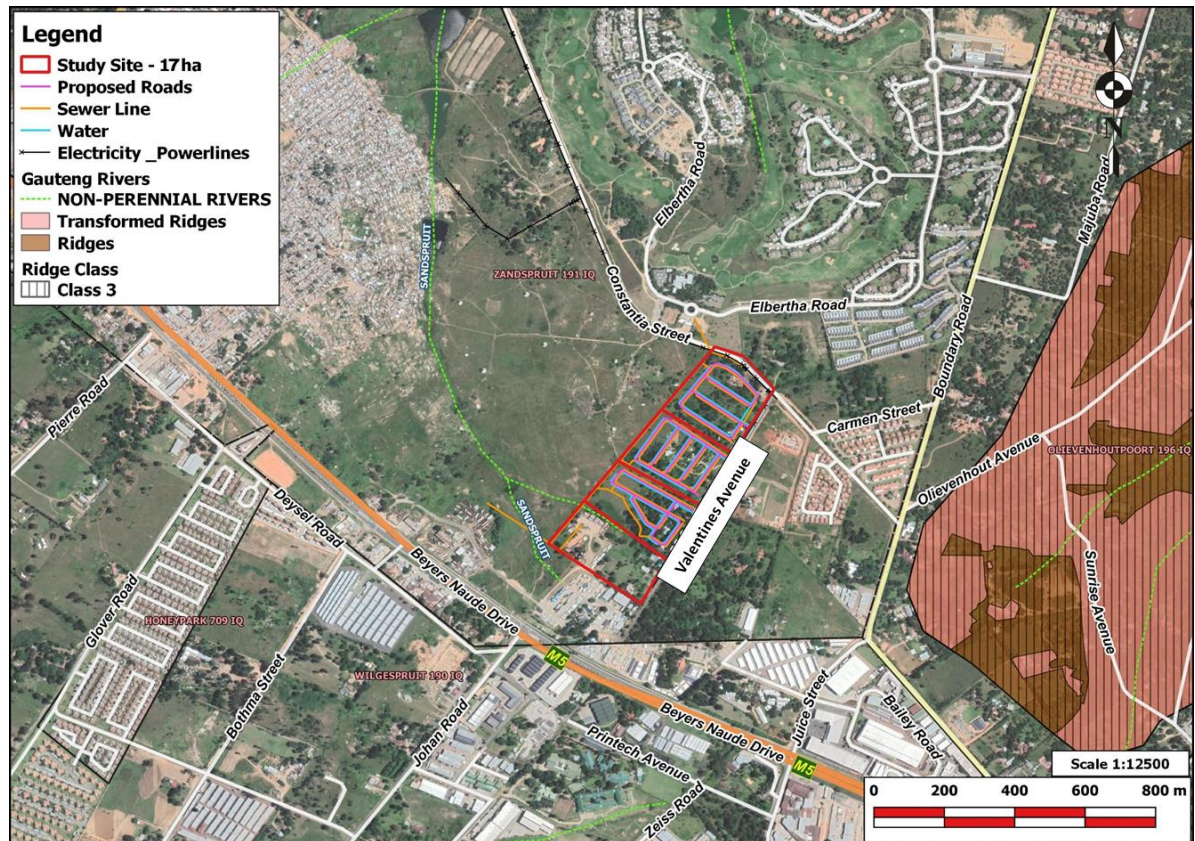 Legend
Study Site - 17ha
Proposed Roads
Sewer Line
Water
Electricity _Powerlines
Gauteng Rivers
NON-PERENNIAL RIVERS
Transformed Ridges
Ridges
Ridge Class
Class 3
N
Elbertha Road
Majuba Road
SANDSPRUIT
ZANDSPRUIT 191 IQ
Constantia Street
Elbertha Road
Boundary Road
Pierre Road
Carmen Street
Olievenhout Avenue
OLIEVENHOUTPOORT 196 IQ
Deysel Road
SANDSPRUIT
Valentines Avenue
Sunrise Avenue
Glover Road
Beyers Naude Drive
HONEYPARK 709 IQ
M5
WILGESPRUIT 190 IQ
Bothma Street
Johan Road
Juice Street
Bailey Road
Beyers Naude Drive
Printech Avenue
M5
Zeiss Road
Scale 1:12500
0 200 400 600 800 m